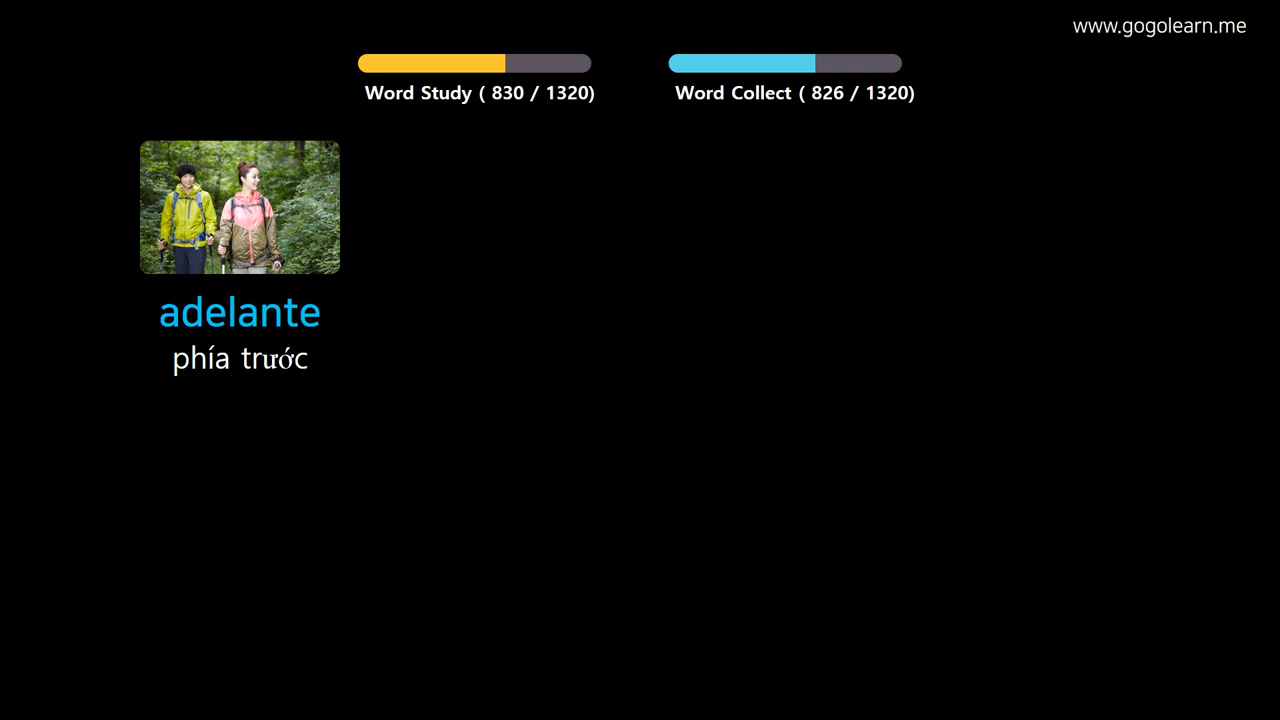 www.gogolearn.me
Word Study ( 830 / 1320)
Word Collect ( 826 / 1320)
adelante
phía trước